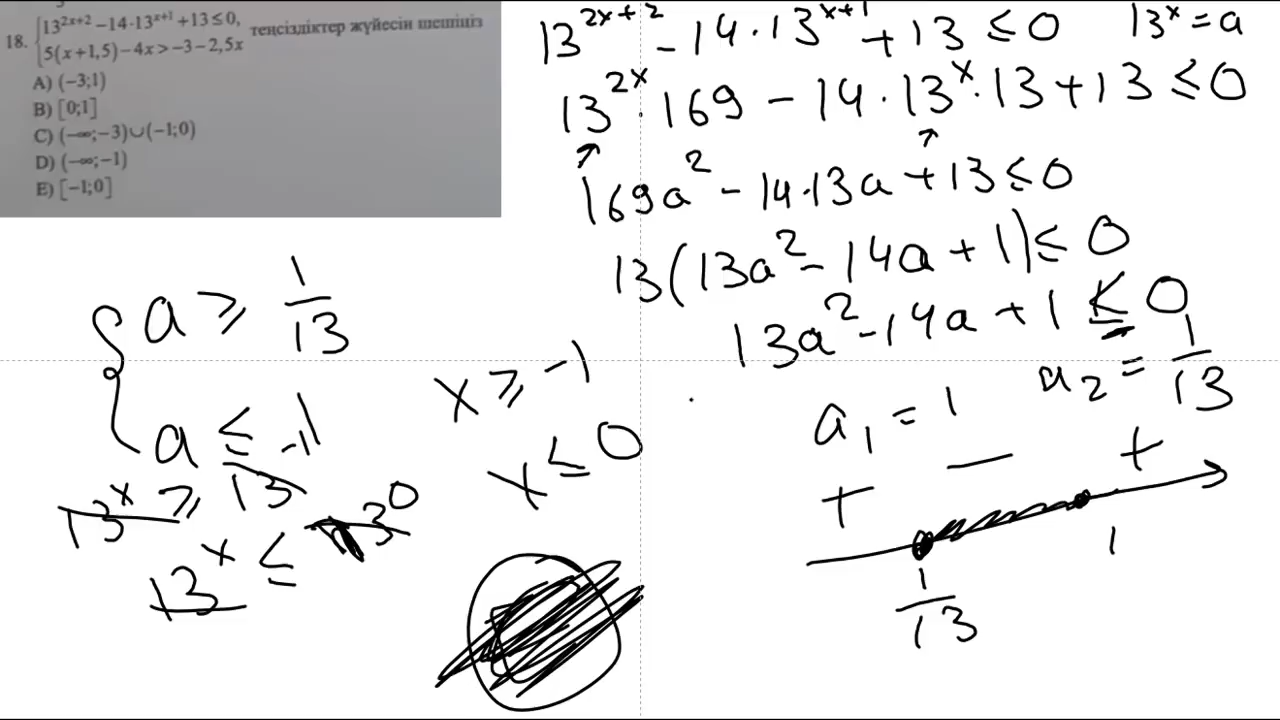 18. { 13^{2x+2} - 14·13^{x+1} + 13 ≤ 0,
5(x+1,5) - 4x > -3 - 2,5x теңсіздіктер жүйесін шешіңіз
A) (-3;1)
B) [0;1]
C) (-∞;-3)∪(-1;0)
D) (-∞;-1)
E) [-1;0]
13^{2x+2} - 14·13^{x+1} + 13 ≤ 0   13^x = a
13^{2x}·169 - 14·13^x·13 + 13 ≤ 0
169a² - 14·13a + 13 ≤ 0
13(13a² - 14a + 1) ≤ 0
13a² - 14a + 1 ≤ 0
a₁ = 1   a₂ = 1/13
+ — +
1/13   1
{ a ≥ 1/13
a ≤ 1
13^x ≥ 13^{-1}
13^x ≤ 13^0
x ≥ -1
x ≤ 0